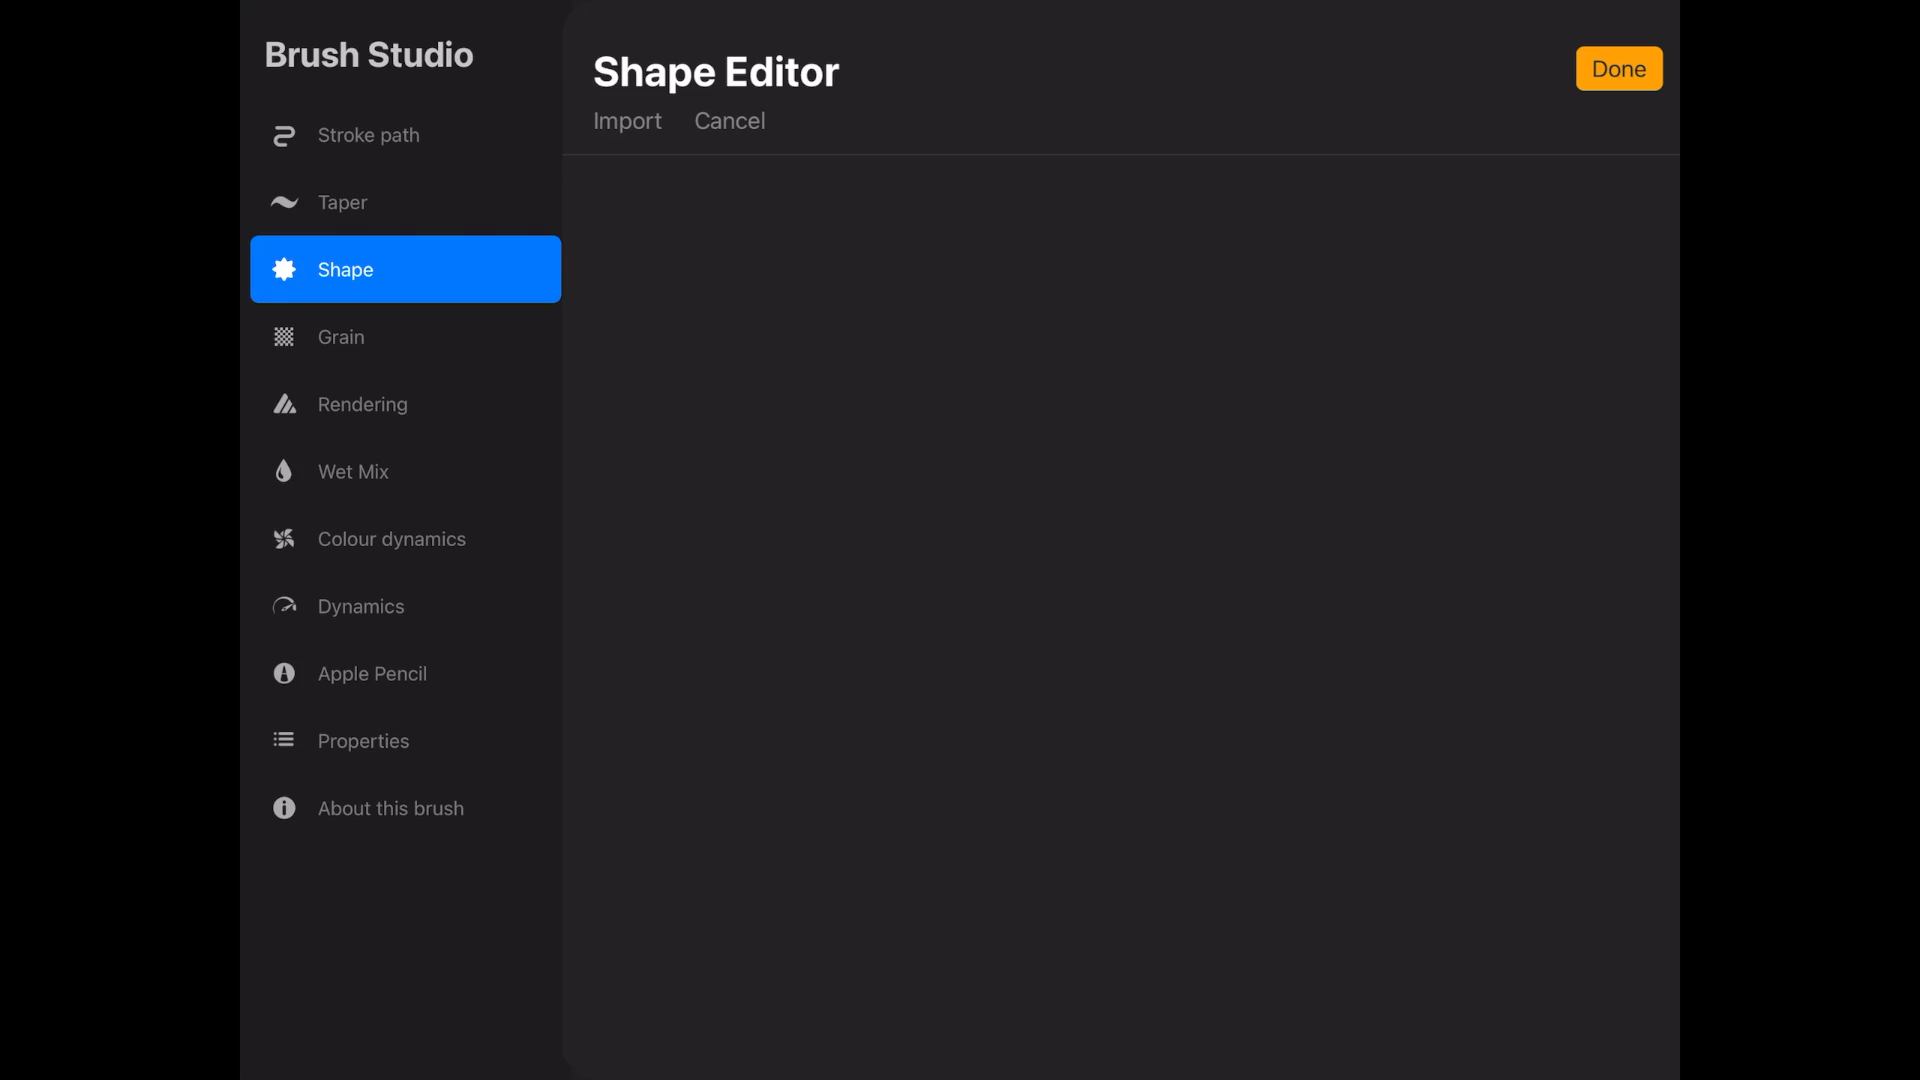 Brush Studio
Stroke path
Taper
Shape
Grain
Rendering
Wet Mix
Colour dynamics
Dynamics
Apple Pencil
Properties
About this brush
Shape Editor
Import Cancel
Done